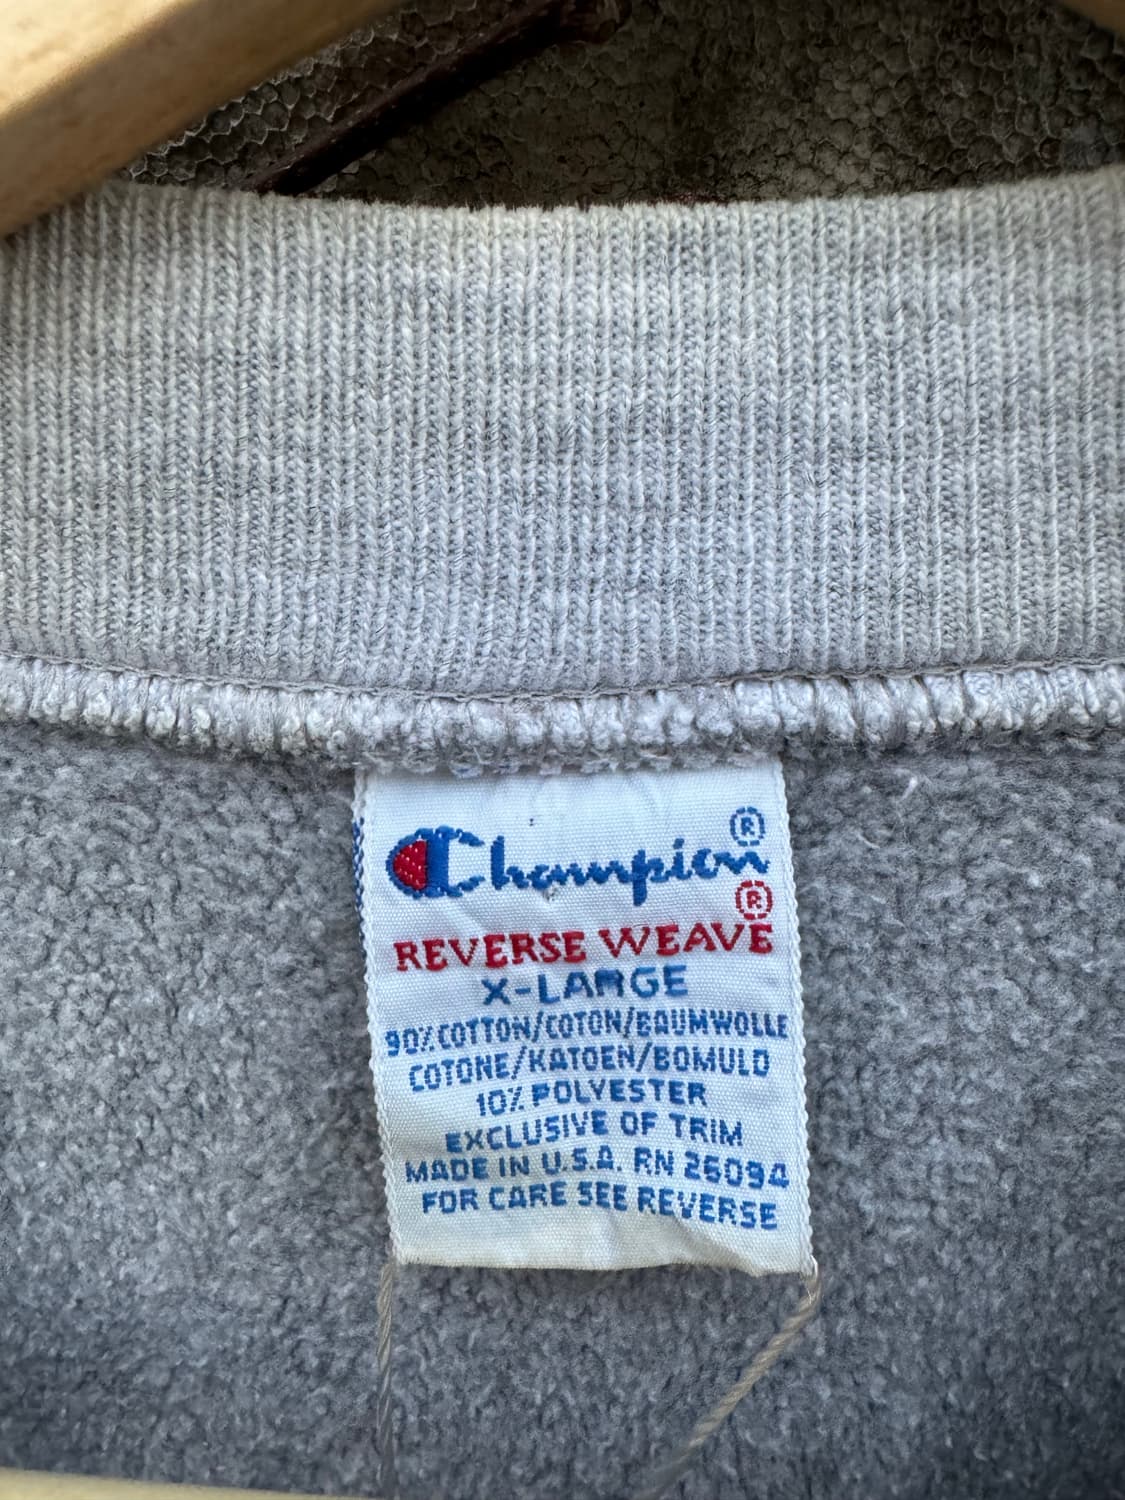 Champion®
REVERSE WEAVE®
X-LARGE
90% COTTON/COTON/BAUMWOLLE
COTONE/KATOEN/BOMULD
10% POLYESTER
EXCLUSIVE OF TRIM
MADE IN U.S.A. RN 26094
FOR CARE SEE REVERSE